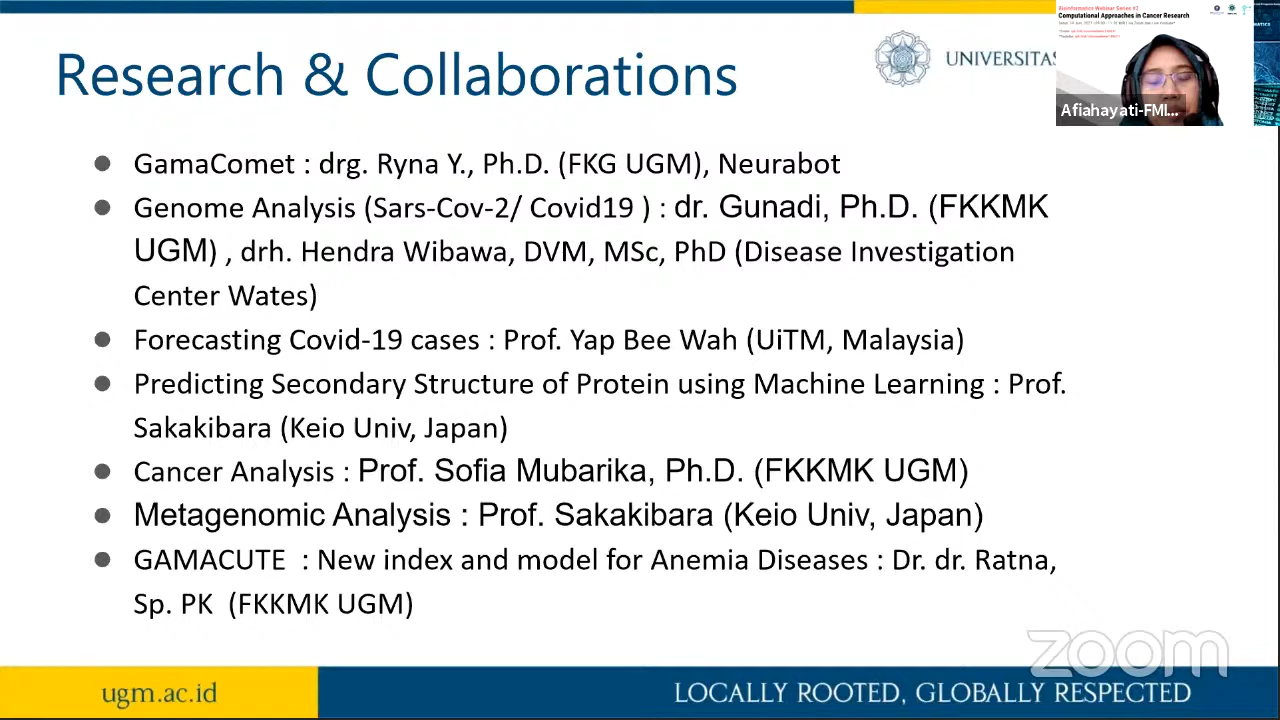 Research & Collaborations
UNIVERSITAS
Bioinformatics Webinar Series #2
Computational Approaches in Cancer Research
Afiahayati-FMI...
● GamaComet : drg. Ryna Y., Ph.D. (FKG UGM), Neurabot
● Genome Analysis (Sars-Cov-2/ Covid19 ) : dr. Gunadi, Ph.D. (FKKMK
UGM) , drh. Hendra Wibawa, DVM, MSc, PhD (Disease Investigation
Center Wates)
● Forecasting Covid-19 cases : Prof. Yap Bee Wah (UiTM, Malaysia)
● Predicting Secondary Structure of Protein using Machine Learning : Prof.
Sakakibara (Keio Univ, Japan)
● Cancer Analysis : Prof. Sofia Mubarika, Ph.D. (FKKMK UGM)
● Metagenomic Analysis : Prof. Sakakibara (Keio Univ, Japan)
● GAMACUTE : New index and model for Anemia Diseases : Dr. dr. Ratna,
Sp. PK (FKKMK UGM)
zoom
ugm.ac.id
LOCALLY ROOTED, GLOBALLY RESPECTED